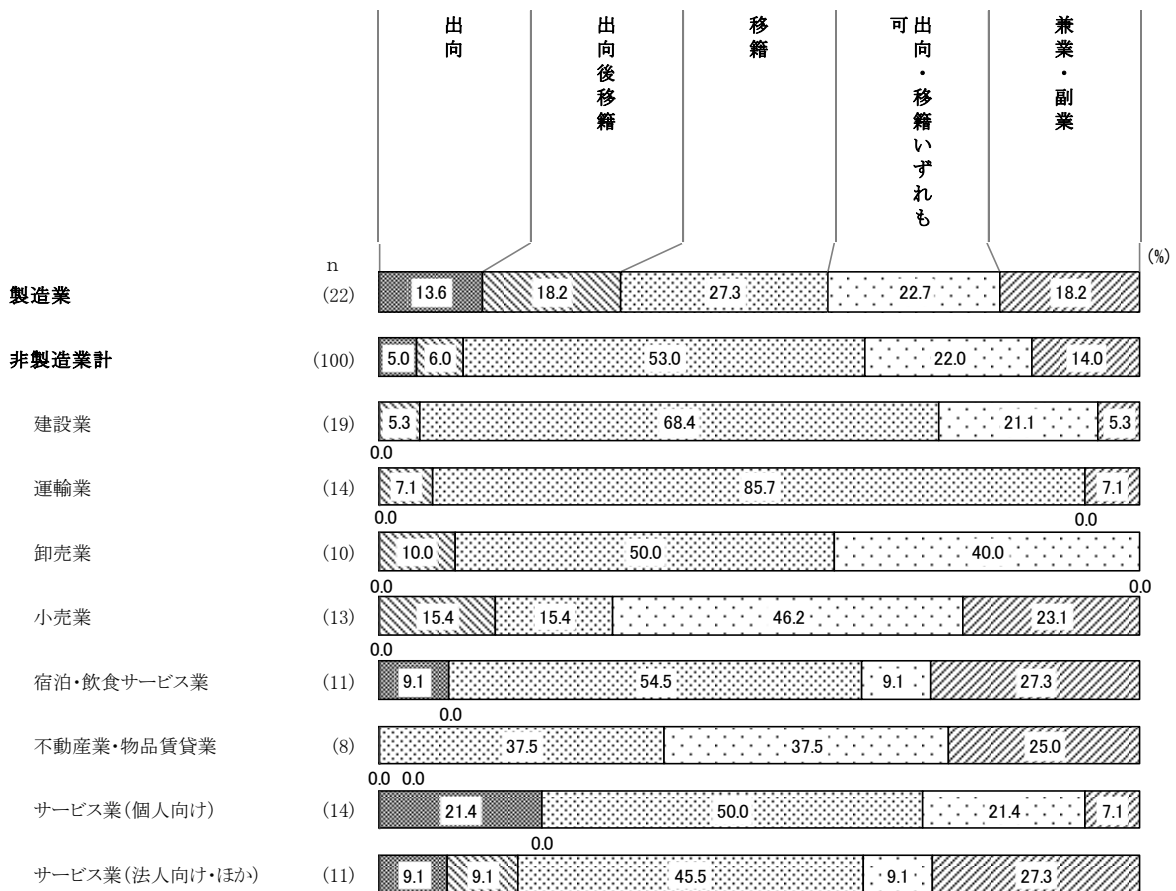 出向
出向後移籍
移籍
出向・移籍いずれも
可
兼業・副業
(%)
n
製造業 (22) 13.6 18.2 27.3 22.7 18.2
非製造業計 (100) 5.0 6.0 53.0 22.0 14.0
建設業 (19) 5.3 68.4 21.1 5.3
0.0
運輸業 (14) 7.1 85.7 7.1
0.0 0.0
卸売業 (10) 10.0 50.0 40.0
0.0 0.0
小売業 (13) 15.4 15.4 46.2 23.1
0.0
宿泊・飲食サービス業 (11) 9.1 54.5 9.1 27.3
0.0
不動産業・物品賃貸業 (8) 37.5 37.5 25.0
0.0 0.0
サービス業(個人向け) (14) 21.4 50.0 21.4 7.1
0.0
サービス業(法人向け・ほか) (11) 9.1 9.1 45.5 9.1 27.3